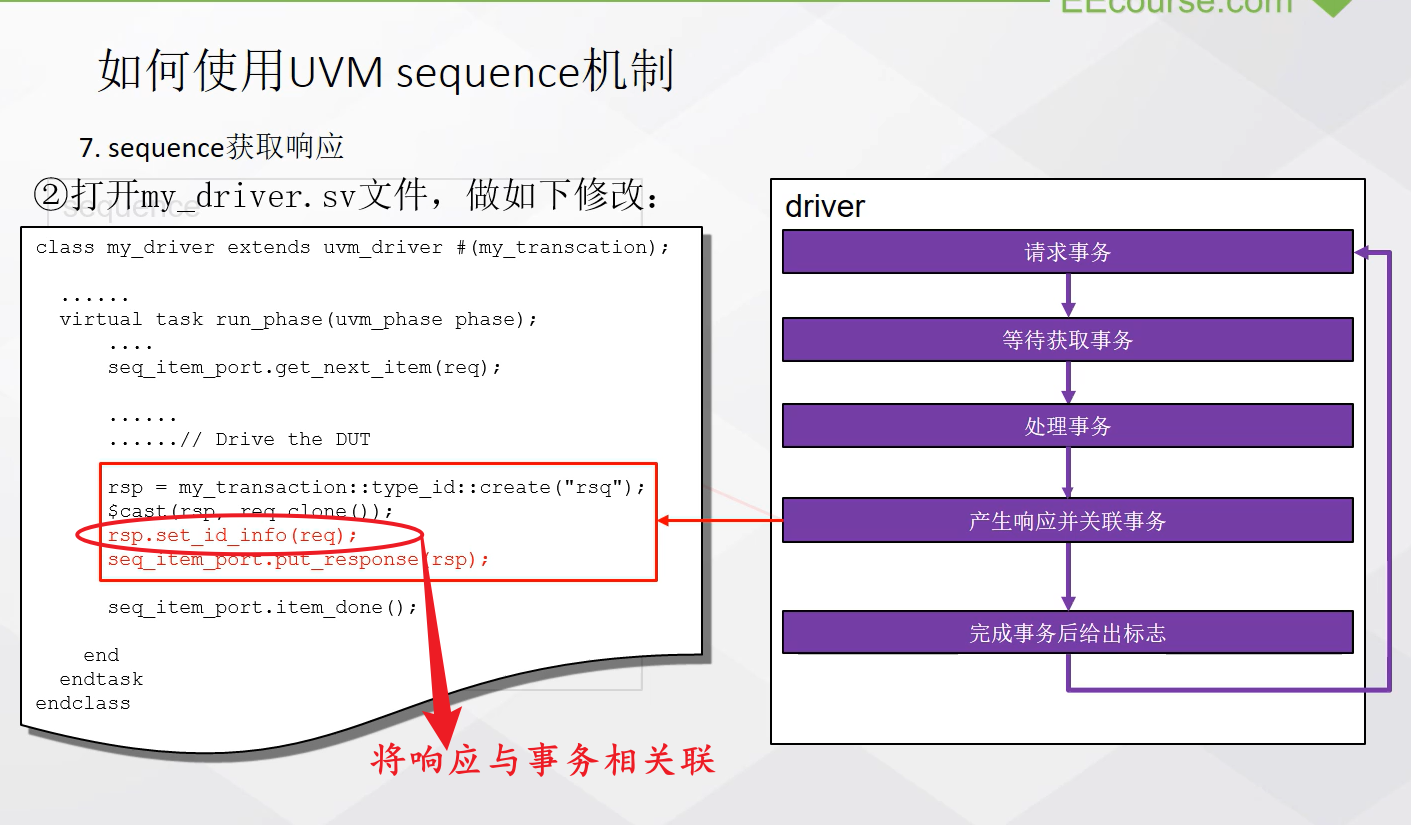 EEcourse.com
如何使用UVM sequence机制
7. sequence获取响应
②打开my_driver.sv文件，做如下修改：
sequence
class my_driver extends uvm_driver #(my_transcation);
......
virtual task run_phase(uvm_phase phase);
....
seq_item_port.get_next_item(req);
......
......// Drive the DUT
rsp = my_transaction::type_id::create("rsq");
$cast(rsp, req.clone());
rsp.set_id_info(req);
seq_item_port.put_response(rsp);
seq_item_port.item_done();
end
endtask
endclass
将响应与事务相关联
driver
请求事务
等待获取事务
处理事务
产生响应并关联事务
完成事务后给出标志